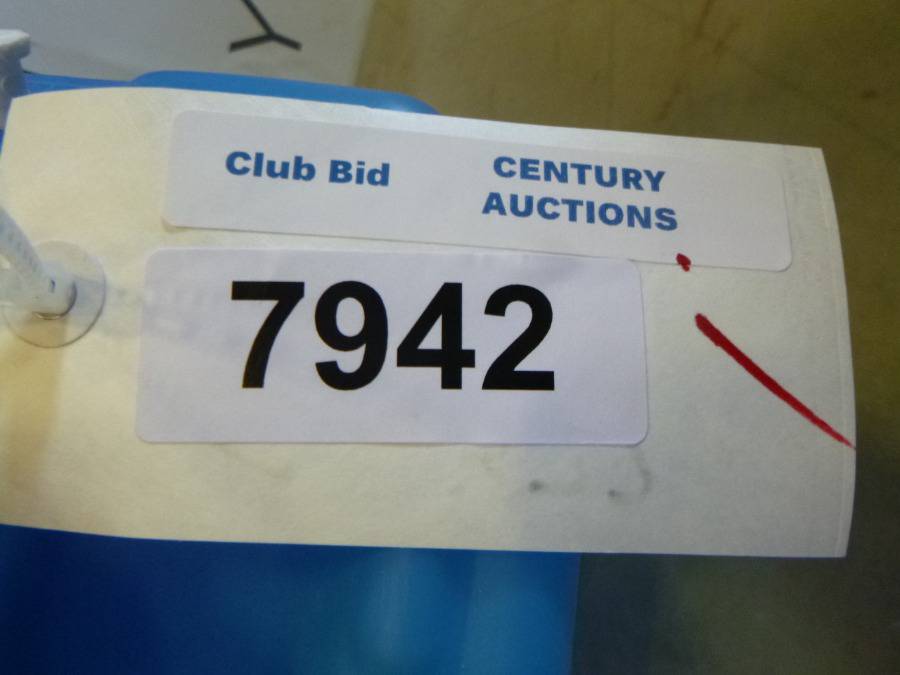 Club Bid
CENTURY
AUCTIONS
7942